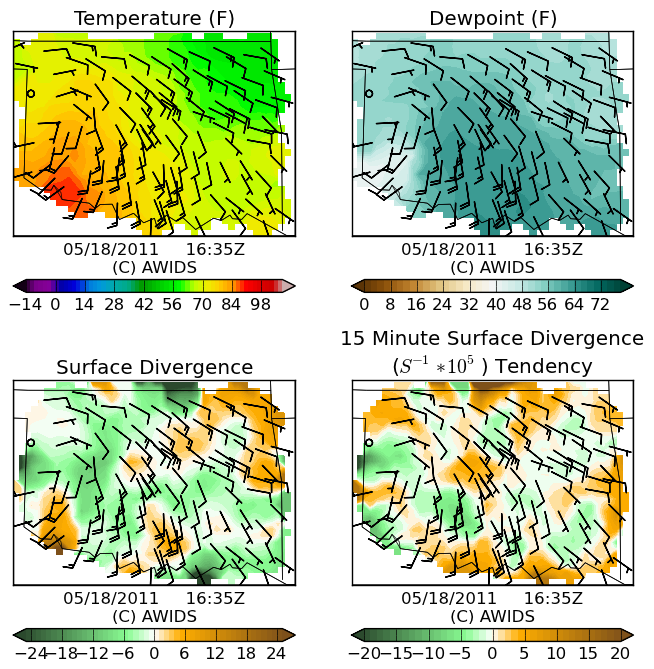 Temperature (F)
Dewpoint (F)
05/18/2011 16:35Z
(C) AWIDS
05/18/2011 16:35Z
(C) AWIDS
−14 0 14 28 42 56 70 84 98
0 8 16 24 32 40 48 56 64 72
Surface Divergence
15 Minute Surface Divergence
(S⁻¹ *10⁵ ) Tendency
05/18/2011 16:35Z
(C) AWIDS
05/18/2011 16:35Z
(C) AWIDS
−24 −18 −12 −6 0 6 12 18 24
−20 −15 −10 −5 0 5 10 15 20